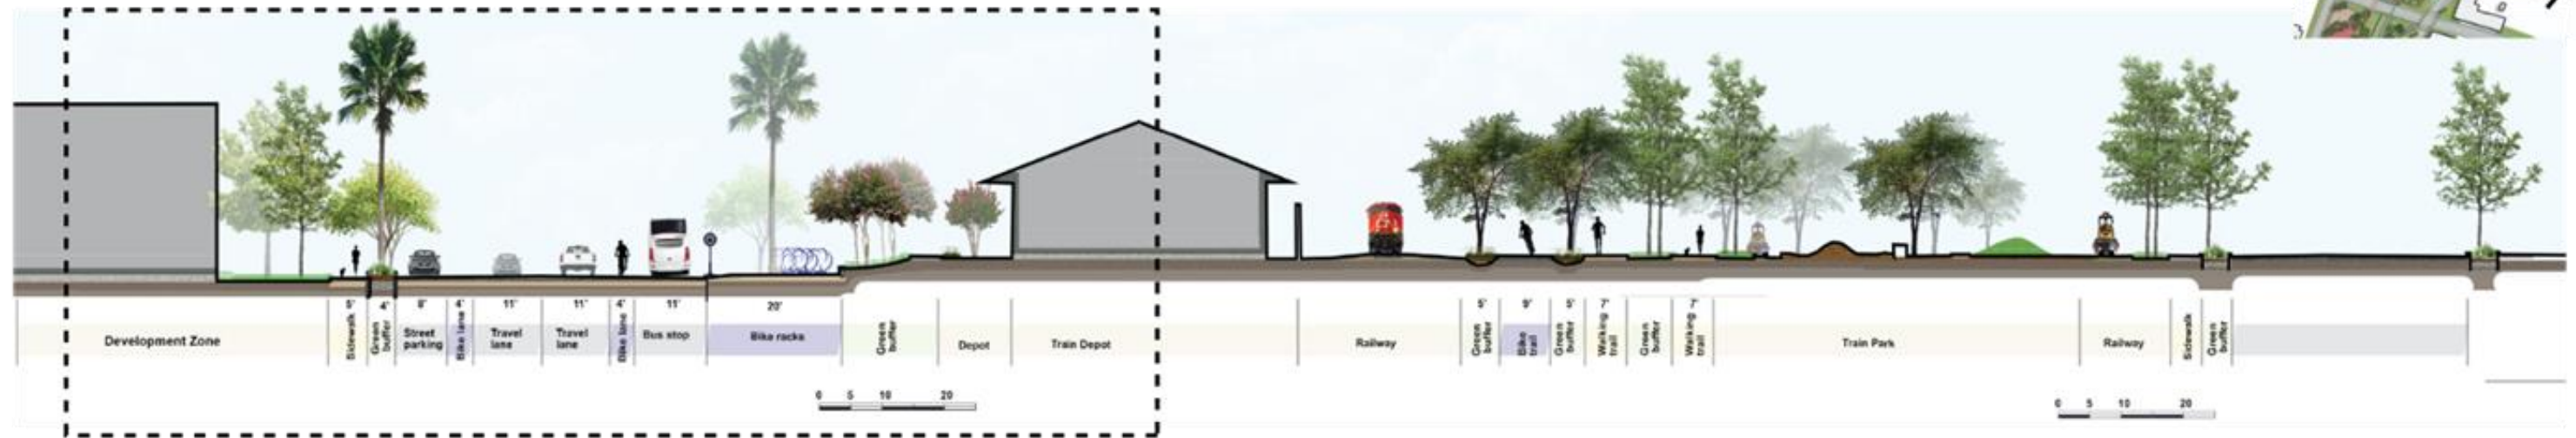 5' 4' 8' 4' 11' 11' 4' 11' 20' 5' 9' 5' 7' 7'
Development Zone
Sidewalk
Green
buffer
Street
parking
Bike lane
Travel
lane
Travel
lane
Bike lane
Bus stop
Bike racks
Green
buffer
Depot
Train Depot
Railway
Green
buffer
Bike
trail
Green
buffer
Walking
trail
Green
buffer
Walking
trail
Train Park
Railway
Sidewalk
Green
buffer
0 5 10 20
0 5 10 20